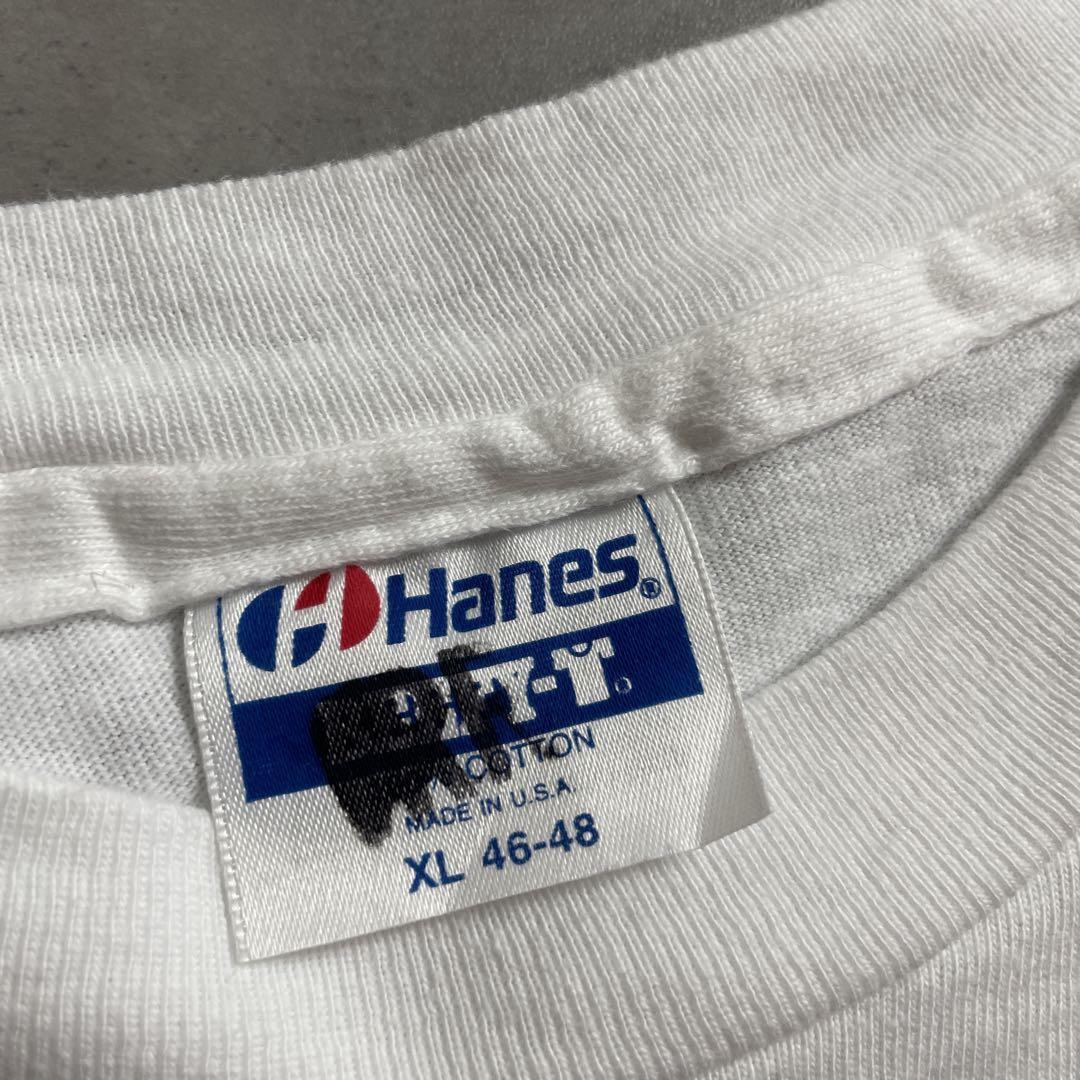 Hanes®
-T®
COTTON
MADE IN U.S.A.
XL 46-48